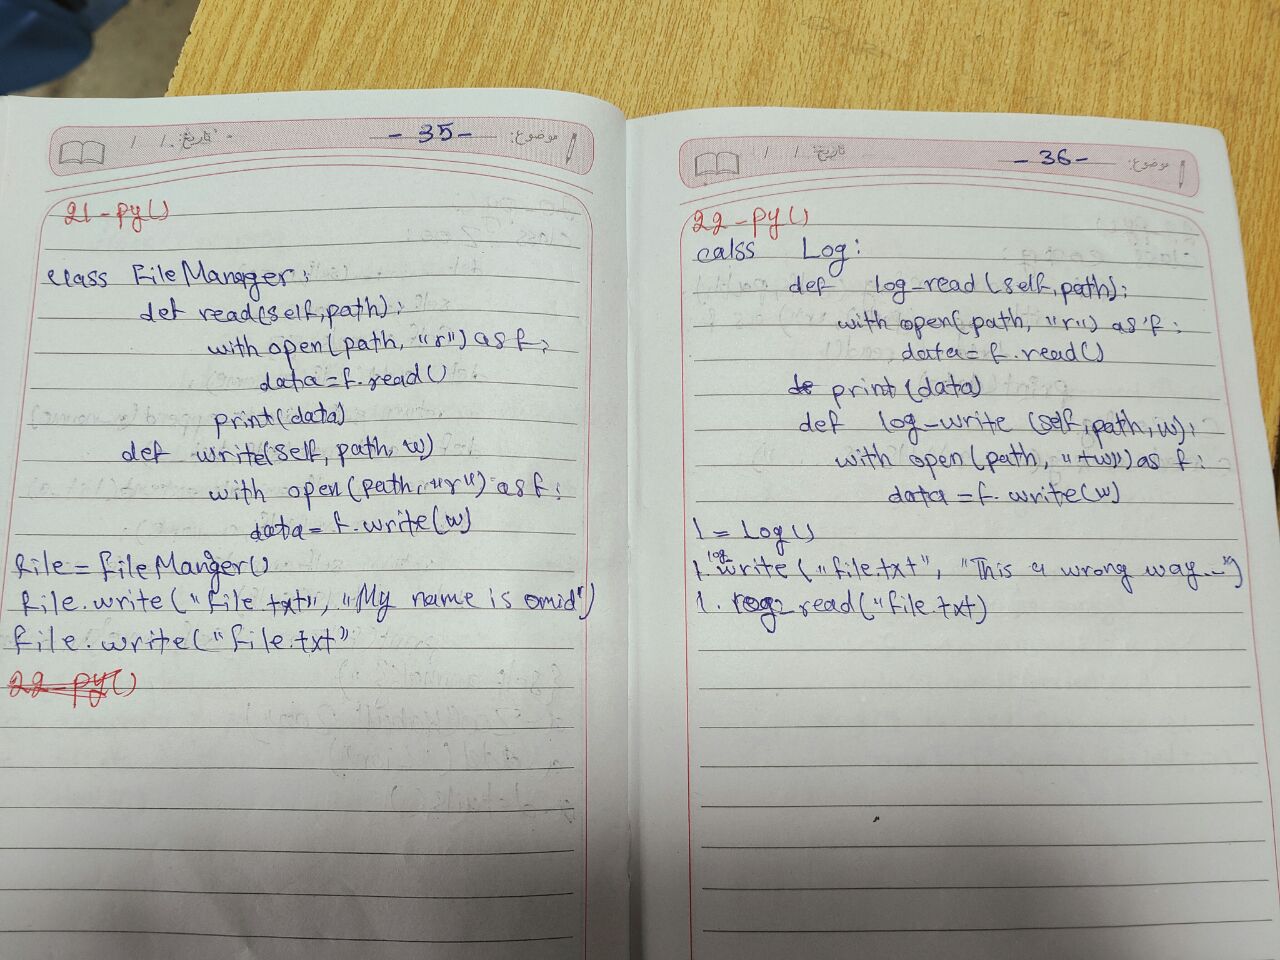 موضوع: - 35 - تاریخ: / /
21-py()
class FileManager:
def read(self, path):
with open(path, "r") as f:
data = f.read()
print(data)
def write(self, path, w)
with open(path, "r") as f:
data = f.write(w)
file = fileManger()
file.write("file.txt", "My name is omid")
file.write("file.txt"
22-py()
موضوع: - 36 - تاریخ: / /
22-py()
calss Log:
def log-read(self, path):
with open(path, "r") as f:
data = f.read()
print(data)
def log-write(self, path, w):
with open(path, "+w") as f:
data = f.write(w)
l = Log()
l.log-write("file.txt", "This a wrong way...")
l.log-read("file.txt)